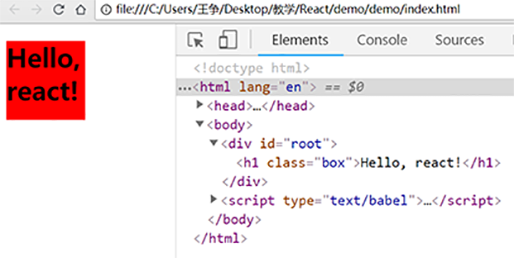 file:///C:/Users/王争/Desktop/教学/React/demo/demo/index.html
Hello,
react!
Elements Console Sources
<!doctype html>
...<html lang="en"> == $0
<head>…</head>
<body>
<div id="root">
<h1 class="box">Hello, react!</h1>
</div>
<script type="text/babel">…</script>
</body>
</html>